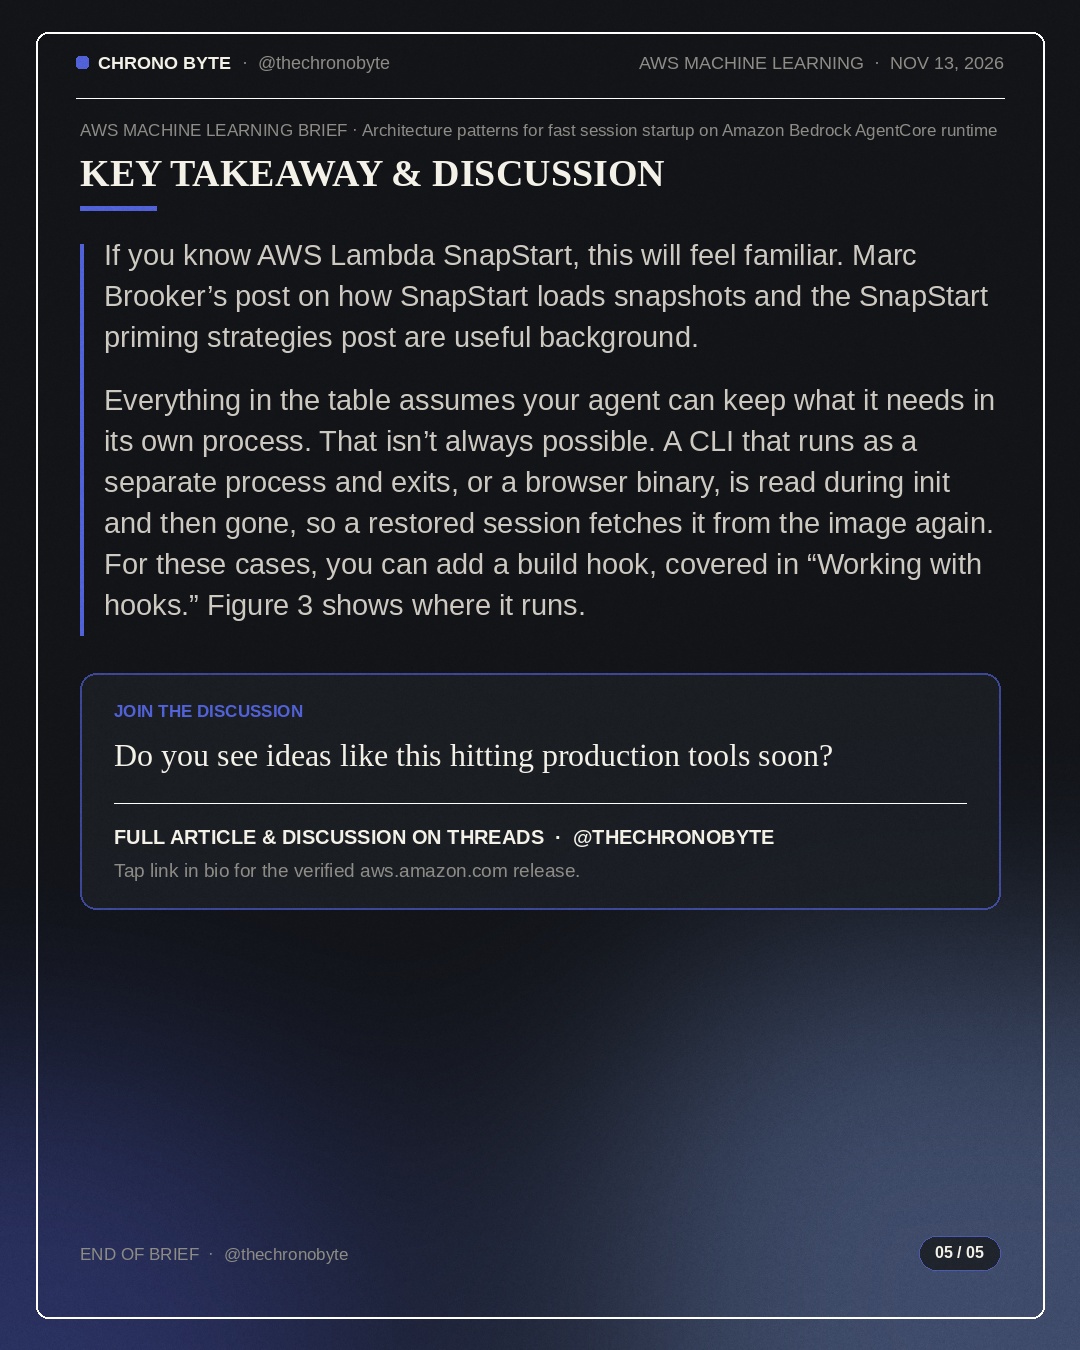 CHRONO BYTE · @thechronobyte
AWS MACHINE LEARNING · NOV 13, 2026
AWS MACHINE LEARNING BRIEF · Architecture patterns for fast session startup on Amazon Bedrock AgentCore runtime
KEY TAKEAWAY & DISCUSSION
If you know AWS Lambda SnapStart, this will feel familiar. Marc
Brooker’s post on how SnapStart loads snapshots and the SnapStart
priming strategies post are useful background.
Everything in the table assumes your agent can keep what it needs in
its own process. That isn’t always possible. A CLI that runs as a
separate process and exits, or a browser binary, is read during init
and then gone, so a restored session fetches it from the image again.
For these cases, you can add a build hook, covered in “Working with
hooks.” Figure 3 shows where it runs.
JOIN THE DISCUSSION
Do you see ideas like this hitting production tools soon?
FULL ARTICLE & DISCUSSION ON THREADS · @THECHRONOBYTE
Tap link in bio for the verified aws.amazon.com release.
END OF BRIEF · @thechronobyte
05 / 05